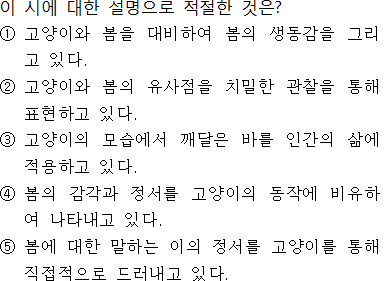 이 시에 대한 설명으로 적절한 것은?
① 고양이와 봄을 대비하여 봄의 생동감을 그리
고 있다.
② 고양이와 봄의 유사점을 치밀한 관찰을 통해
표현하고 있다.
③ 고양이의 모습에서 깨달은 바를 인간의 삶에
적용하고 있다.
④ 봄의 감각과 정서를 고양이의 동작에 비유하
여 나타내고 있다.
⑤ 봄에 대한 말하는 이의 정서를 고양이를 통해
직접적으로 드러내고 있다.